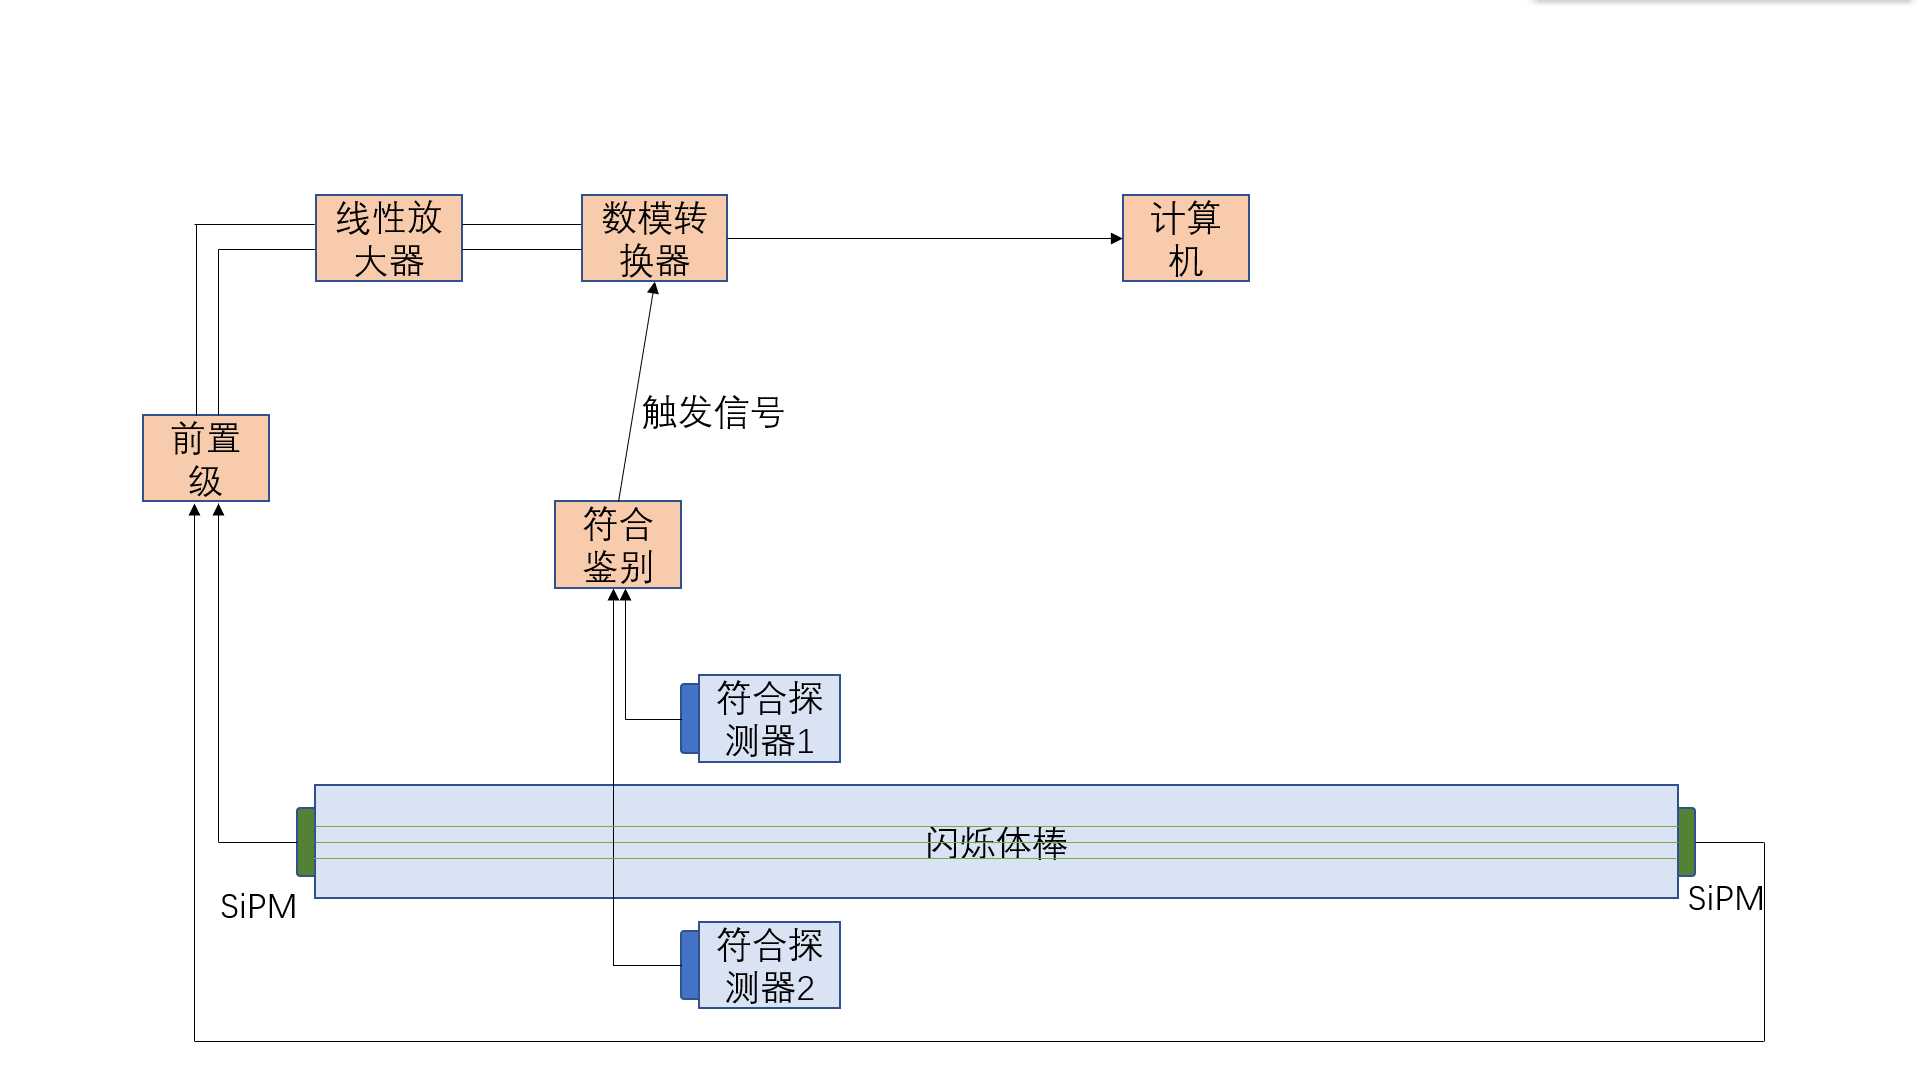 线性放
大器
数模转
换器
计算
机
触发信号
前置
级
符合
鉴别
符合探
测器1
闪烁体棒
SiPM
SiPM
符合探
测器2